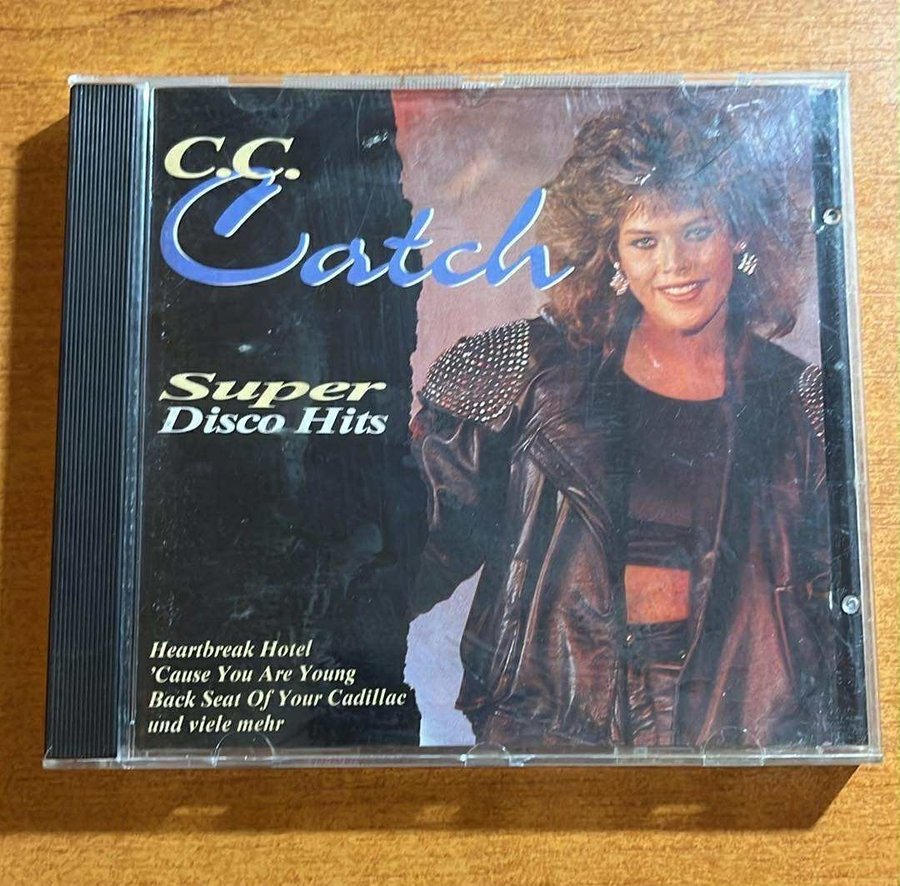 C.C.
Catch
Super
Disco Hits
Heartbreak Hotel
'Cause You Are Young
Back Seat Of Your Cadillac
und viele mehr